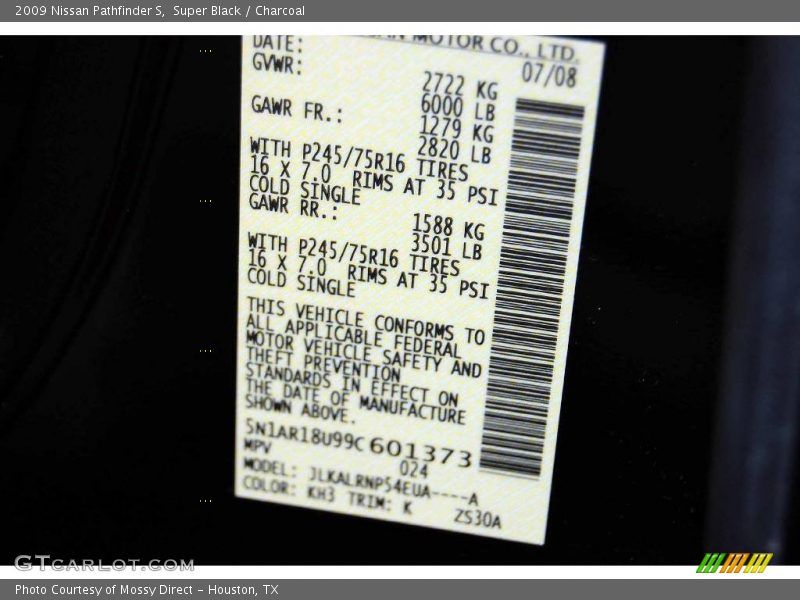 2009 Nissan Pathfinder S, Super Black / Charcoal
MOTOR CO., LTD.
DATE: 07/08
GVWR: 2722 KG
6000 LB
GAWR FR.: 1279 KG
2820 LB
WITH P245/75R16 TIRES
16 X 7.0 RIMS AT 35 PSI
COLD SINGLE
GAWR RR.: 1588 KG
3501 LB
WITH P245/75R16 TIRES
16 X 7.0 RIMS AT 35 PSI
COLD SINGLE
THIS VEHICLE CONFORMS TO
ALL APPLICABLE FEDERAL
MOTOR VEHICLE SAFETY AND
THEFT PREVENTION
STANDARDS IN EFFECT ON
THE DATE OF MANUFACTURE
SHOWN ABOVE.
5N1AR18U99C601373
MPV 024
MODEL: JLKALRNP54EUA----A
COLOR: KH3 TRIM: K ZS30A
GTCARLOT.COM
Photo Courtesy of Mossy Direct – Houston, TX